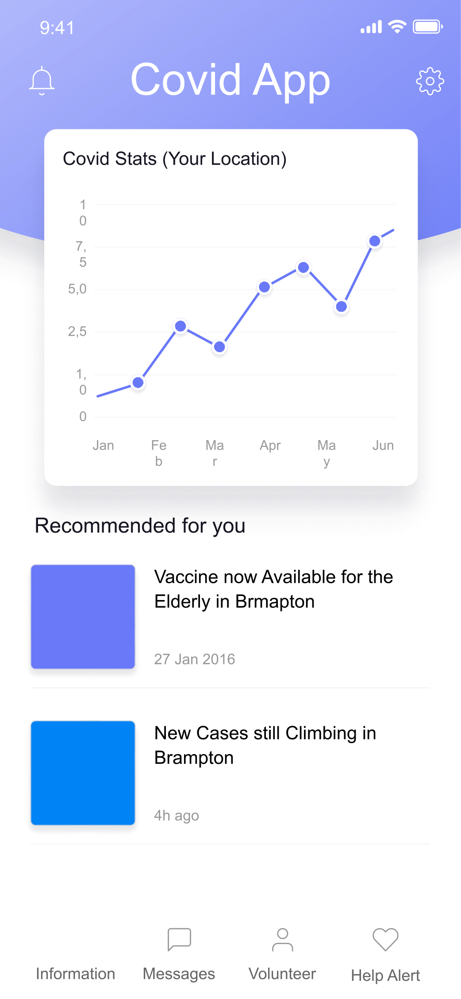 9:41
Covid App
Covid Stats (Your Location)
1
0
7,
5
5,0
2,5
1,
0
0
Jan Fe Ma Apr Ma Jun
b r y
Recommended for you
Vaccine now Available for the
Elderly in Brmapton
27 Jan 2016
New Cases still Climbing in
Brampton
4h ago
Information Messages Volunteer Help Alert